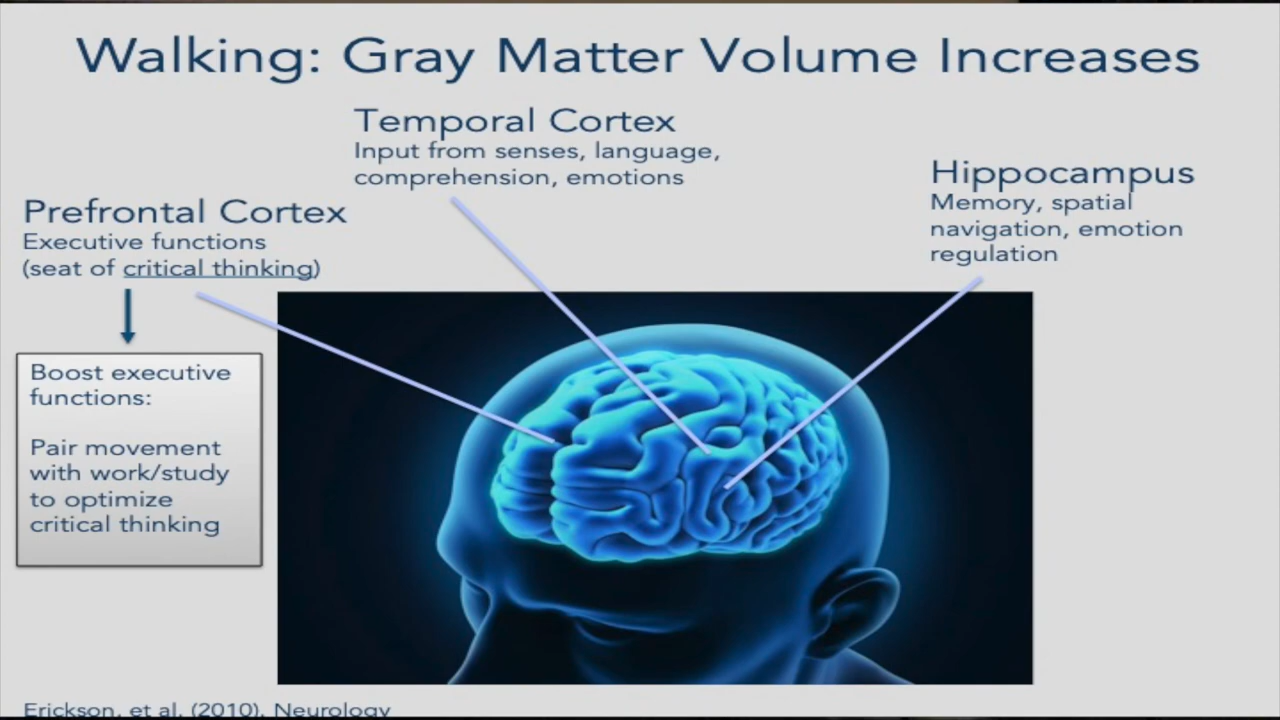 Walking: Gray Matter Volume Increases
Temporal Cortex
Input from senses, language,
comprehension, emotions
Hippocampus
Memory, spatial
navigation, emotion
regulation
Prefrontal Cortex
Executive functions
(seat of critical thinking)
Boost executive
functions:
Pair movement
with work/study
to optimize
critical thinking
Erickson, et al. (2010), Neurology